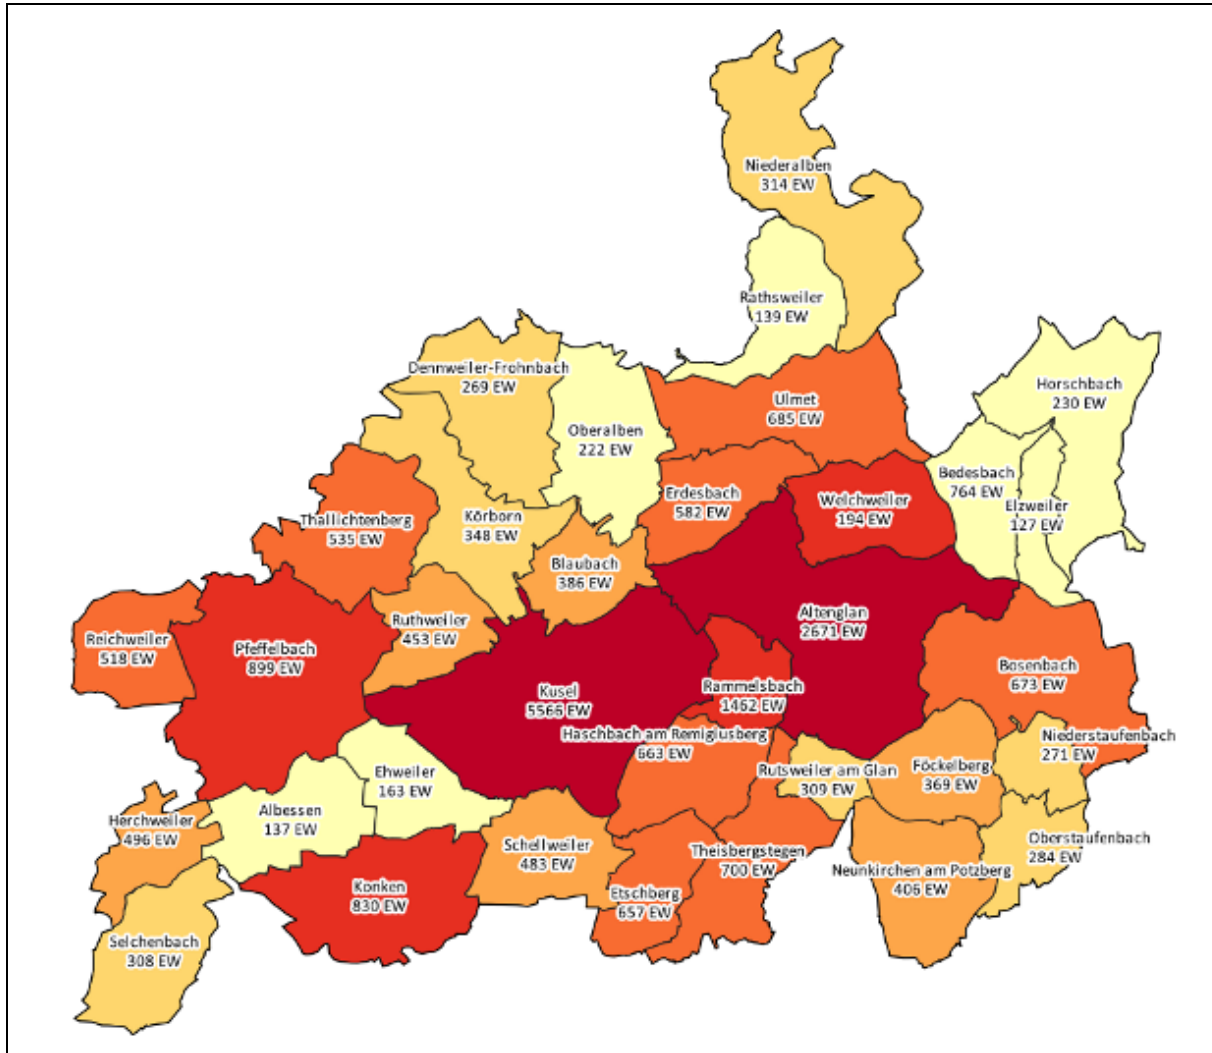 Niederalben
314 EW
Rathsweiler
139 EW
Dennweiler-Frohnbach
269 EW
Horschbach
230 EW
Ulmet
685 EW
Oberalben
222 EW
Bedesbach
764 EW
Erdesbach
582 EW
Welchweiler
194 EW
Elzweiler
127 EW
Thallichtenberg
535 EW
Körborn
348 EW
Blaubach
386 EW
Altenglan
2671 EW
Ruthweiler
453 EW
Reichweiler
518 EW
Pfeffelbach
899 EW
Bosenbach
673 EW
Kusel
5566 EW
Rammelsbach
1462 EW
Haschbach am Remigiusberg
663 EW
Niederstaufenbach
271 EW
Ehweiler
163 EW
Rutsweiler am Glan
309 EW
Föckelberg
369 EW
Albessen
137 EW
Herchweiler
496 EW
Schellweiler
483 EW
Theisbergstegen
700 EW
Oberstaufenbach
284 EW
Neunkirchen am Potzberg
406 EW
Konken
830 EW
Etschberg
657 EW
Selchenbach
308 EW